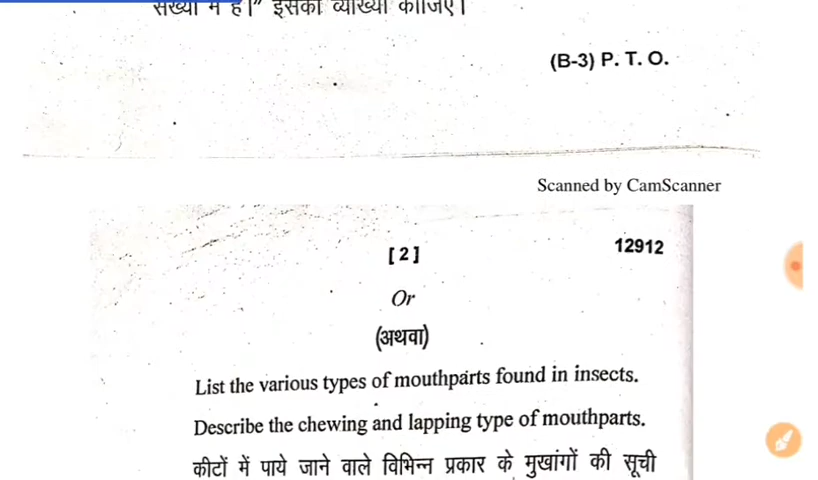 संख्या में है।” इसकी व्याख्या कीजिए।
(B-3) P. T. O.
Scanned by CamScanner
[ 2 ]
12912
Or
(अथवा)
List the various types of mouthparts found in insects.
Describe the chewing and lapping type of mouthparts.
कीटों में पाये जाने वाले विभिन्न प्रकार के मुखांगों की सूची